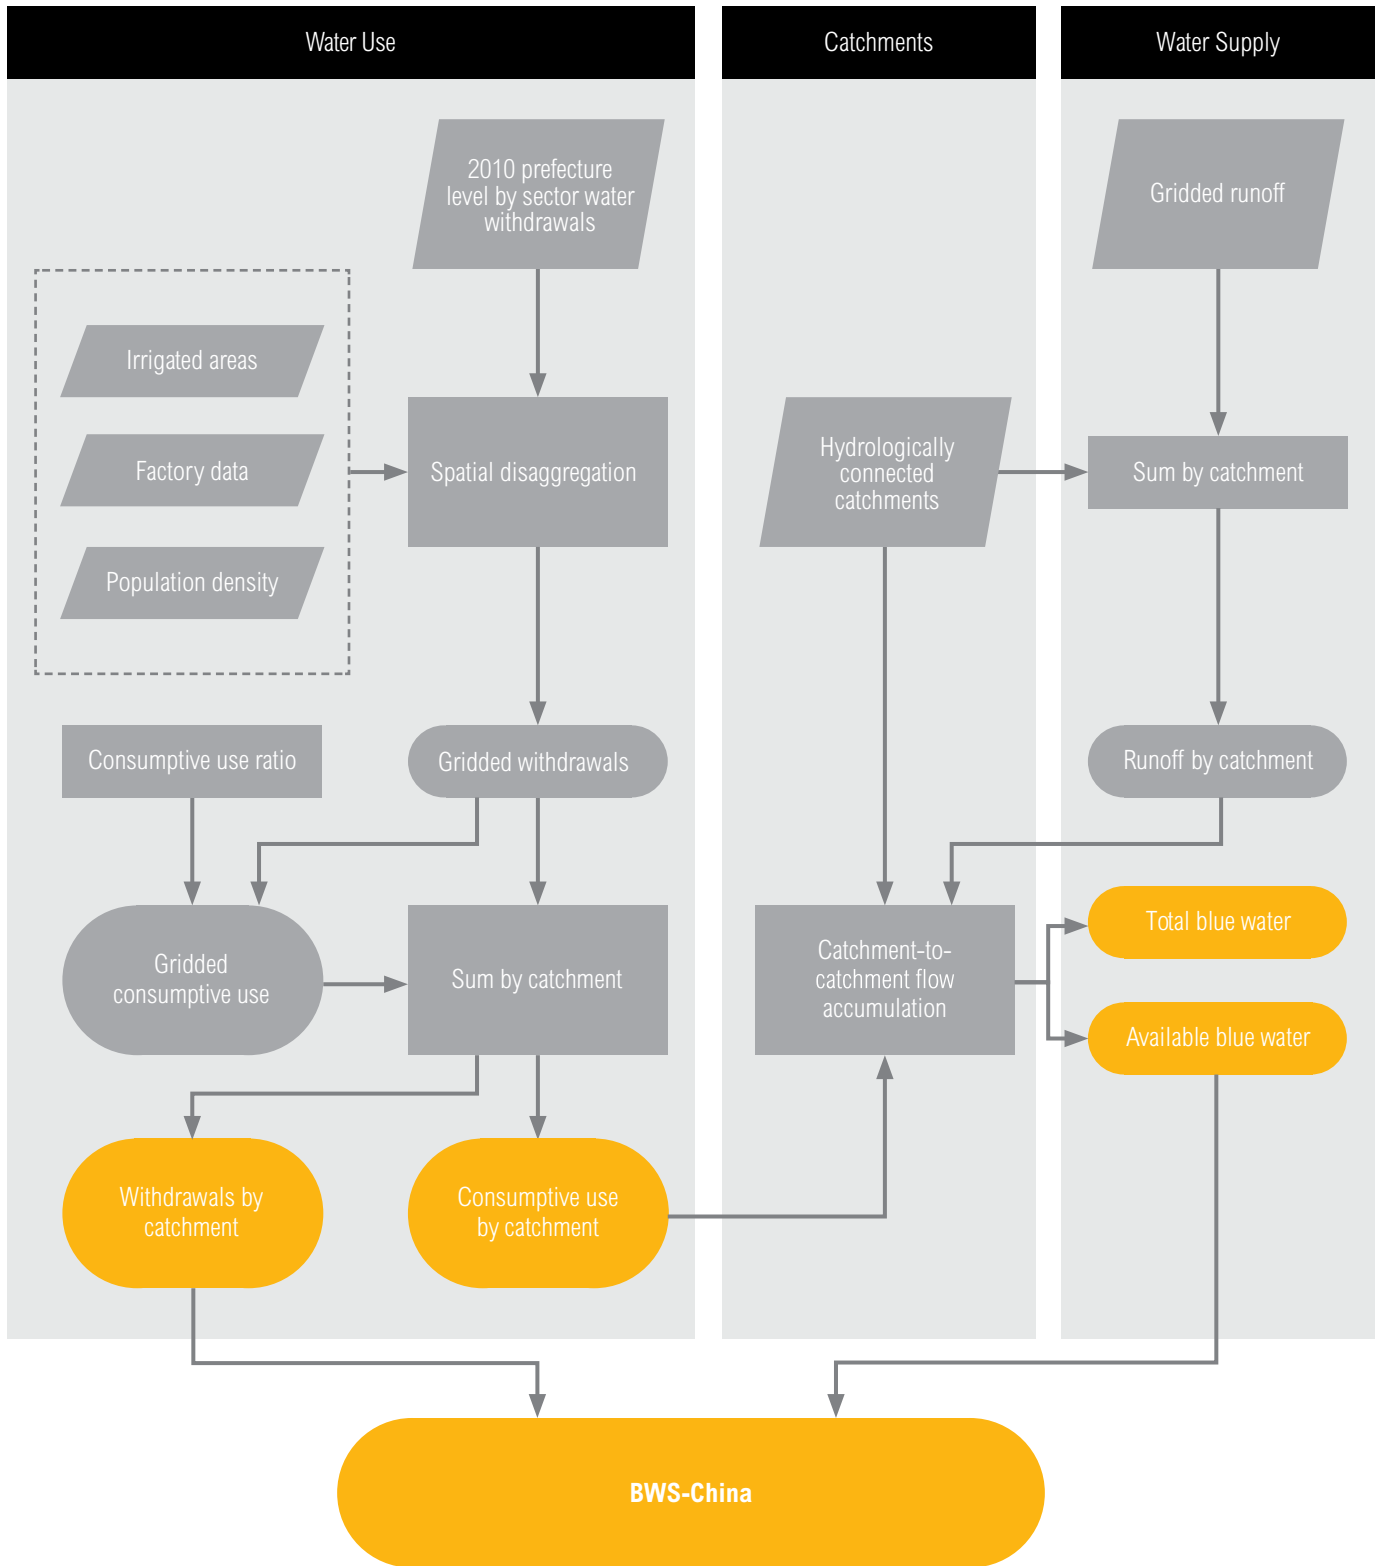 Water Use
Catchments
Water Supply
2010 prefecture
level by sector water
withdrawals
Gridded runoff
Irrigated areas
Factory data
Population density
Spatial disaggregation
Hydrologically
connected
catchments
Sum by catchment
Consumptive use ratio
Gridded withdrawals
Runoff by catchment
Gridded
consumptive use
Sum by catchment
Catchment-to-
catchment flow
accumulation
Total blue water
Available blue water
Withdrawals by
catchment
Consumptive use
by catchment
BWS-China